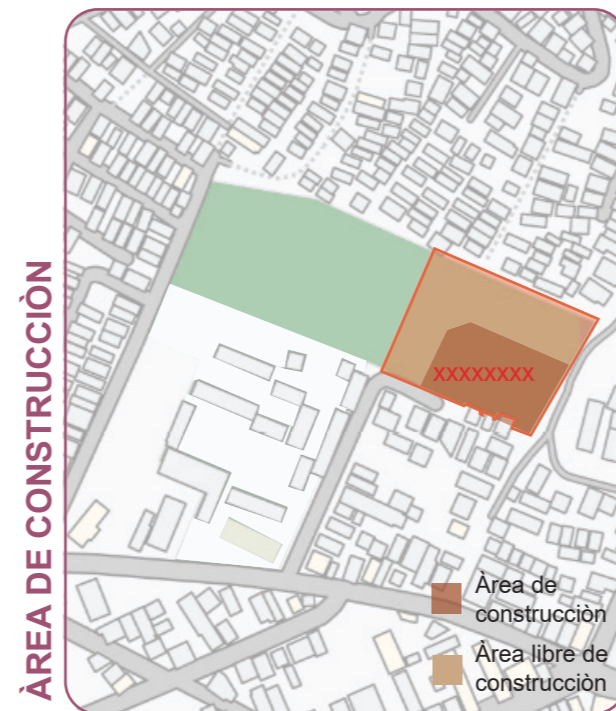 ÀREA DE CONSTRUCCIÒN
XXXXXXXX
Àrea de
construcciòn
Àrea libre de
construcciòn